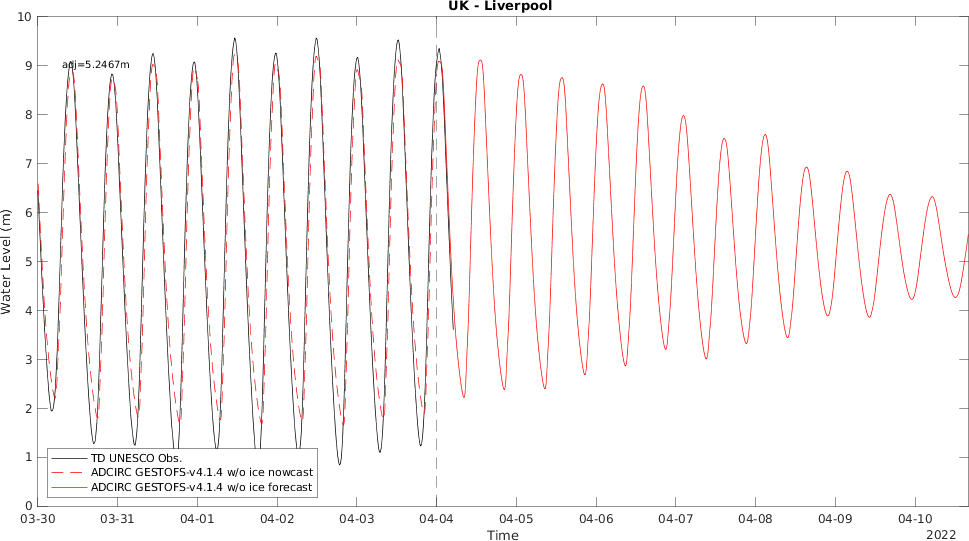 UK - Liverpool
10
9
8
7
6
5
4
3
2
1
0
Water Level (m)
adj=5.2467m
TD UNESCO Obs.
ADCIRC GESTOFS-v4.1.4 w/o ice nowcast
ADCIRC GESTOFS-v4.1.4 w/o ice forecast
03-30 03-31 04-01 04-02 04-03 04-04 04-05 04-06 04-07 04-08 04-09 04-10
Time
2022